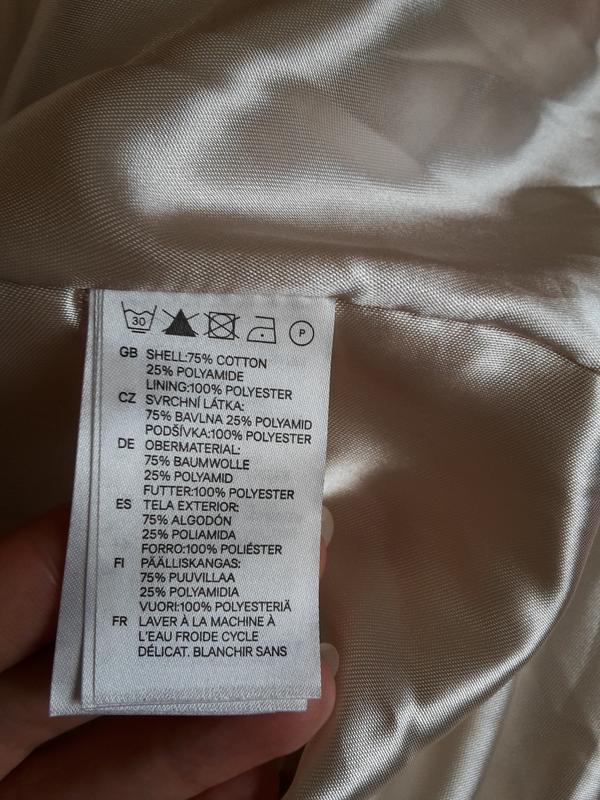 30
P
GB SHELL:75% COTTON
25% POLYAMIDE
LINING:100% POLYESTER
CZ SVRCHNÍ LÁTKA:
75% BAVLNA 25% POLYAMID
PODŠÍVKA:100% POLYESTER
DE OBERMATERIAL:
75% BAUMWOLLE
25% POLYAMID
FUTTER:100% POLYESTER
ES TELA EXTERIOR:
75% ALGODÓN
25% POLIAMIDA
FORRO:100% POLIÉSTER
FI PÄÄLLISKANGAS:
75% PUUVILLAA
25% POLYAMIDIA
VUORI:100% POLYESTERIÄ
FR LAVER À LA MACHINE À
L'EAU FROIDE CYCLE
DÉLICAT. BLANCHIR SANS